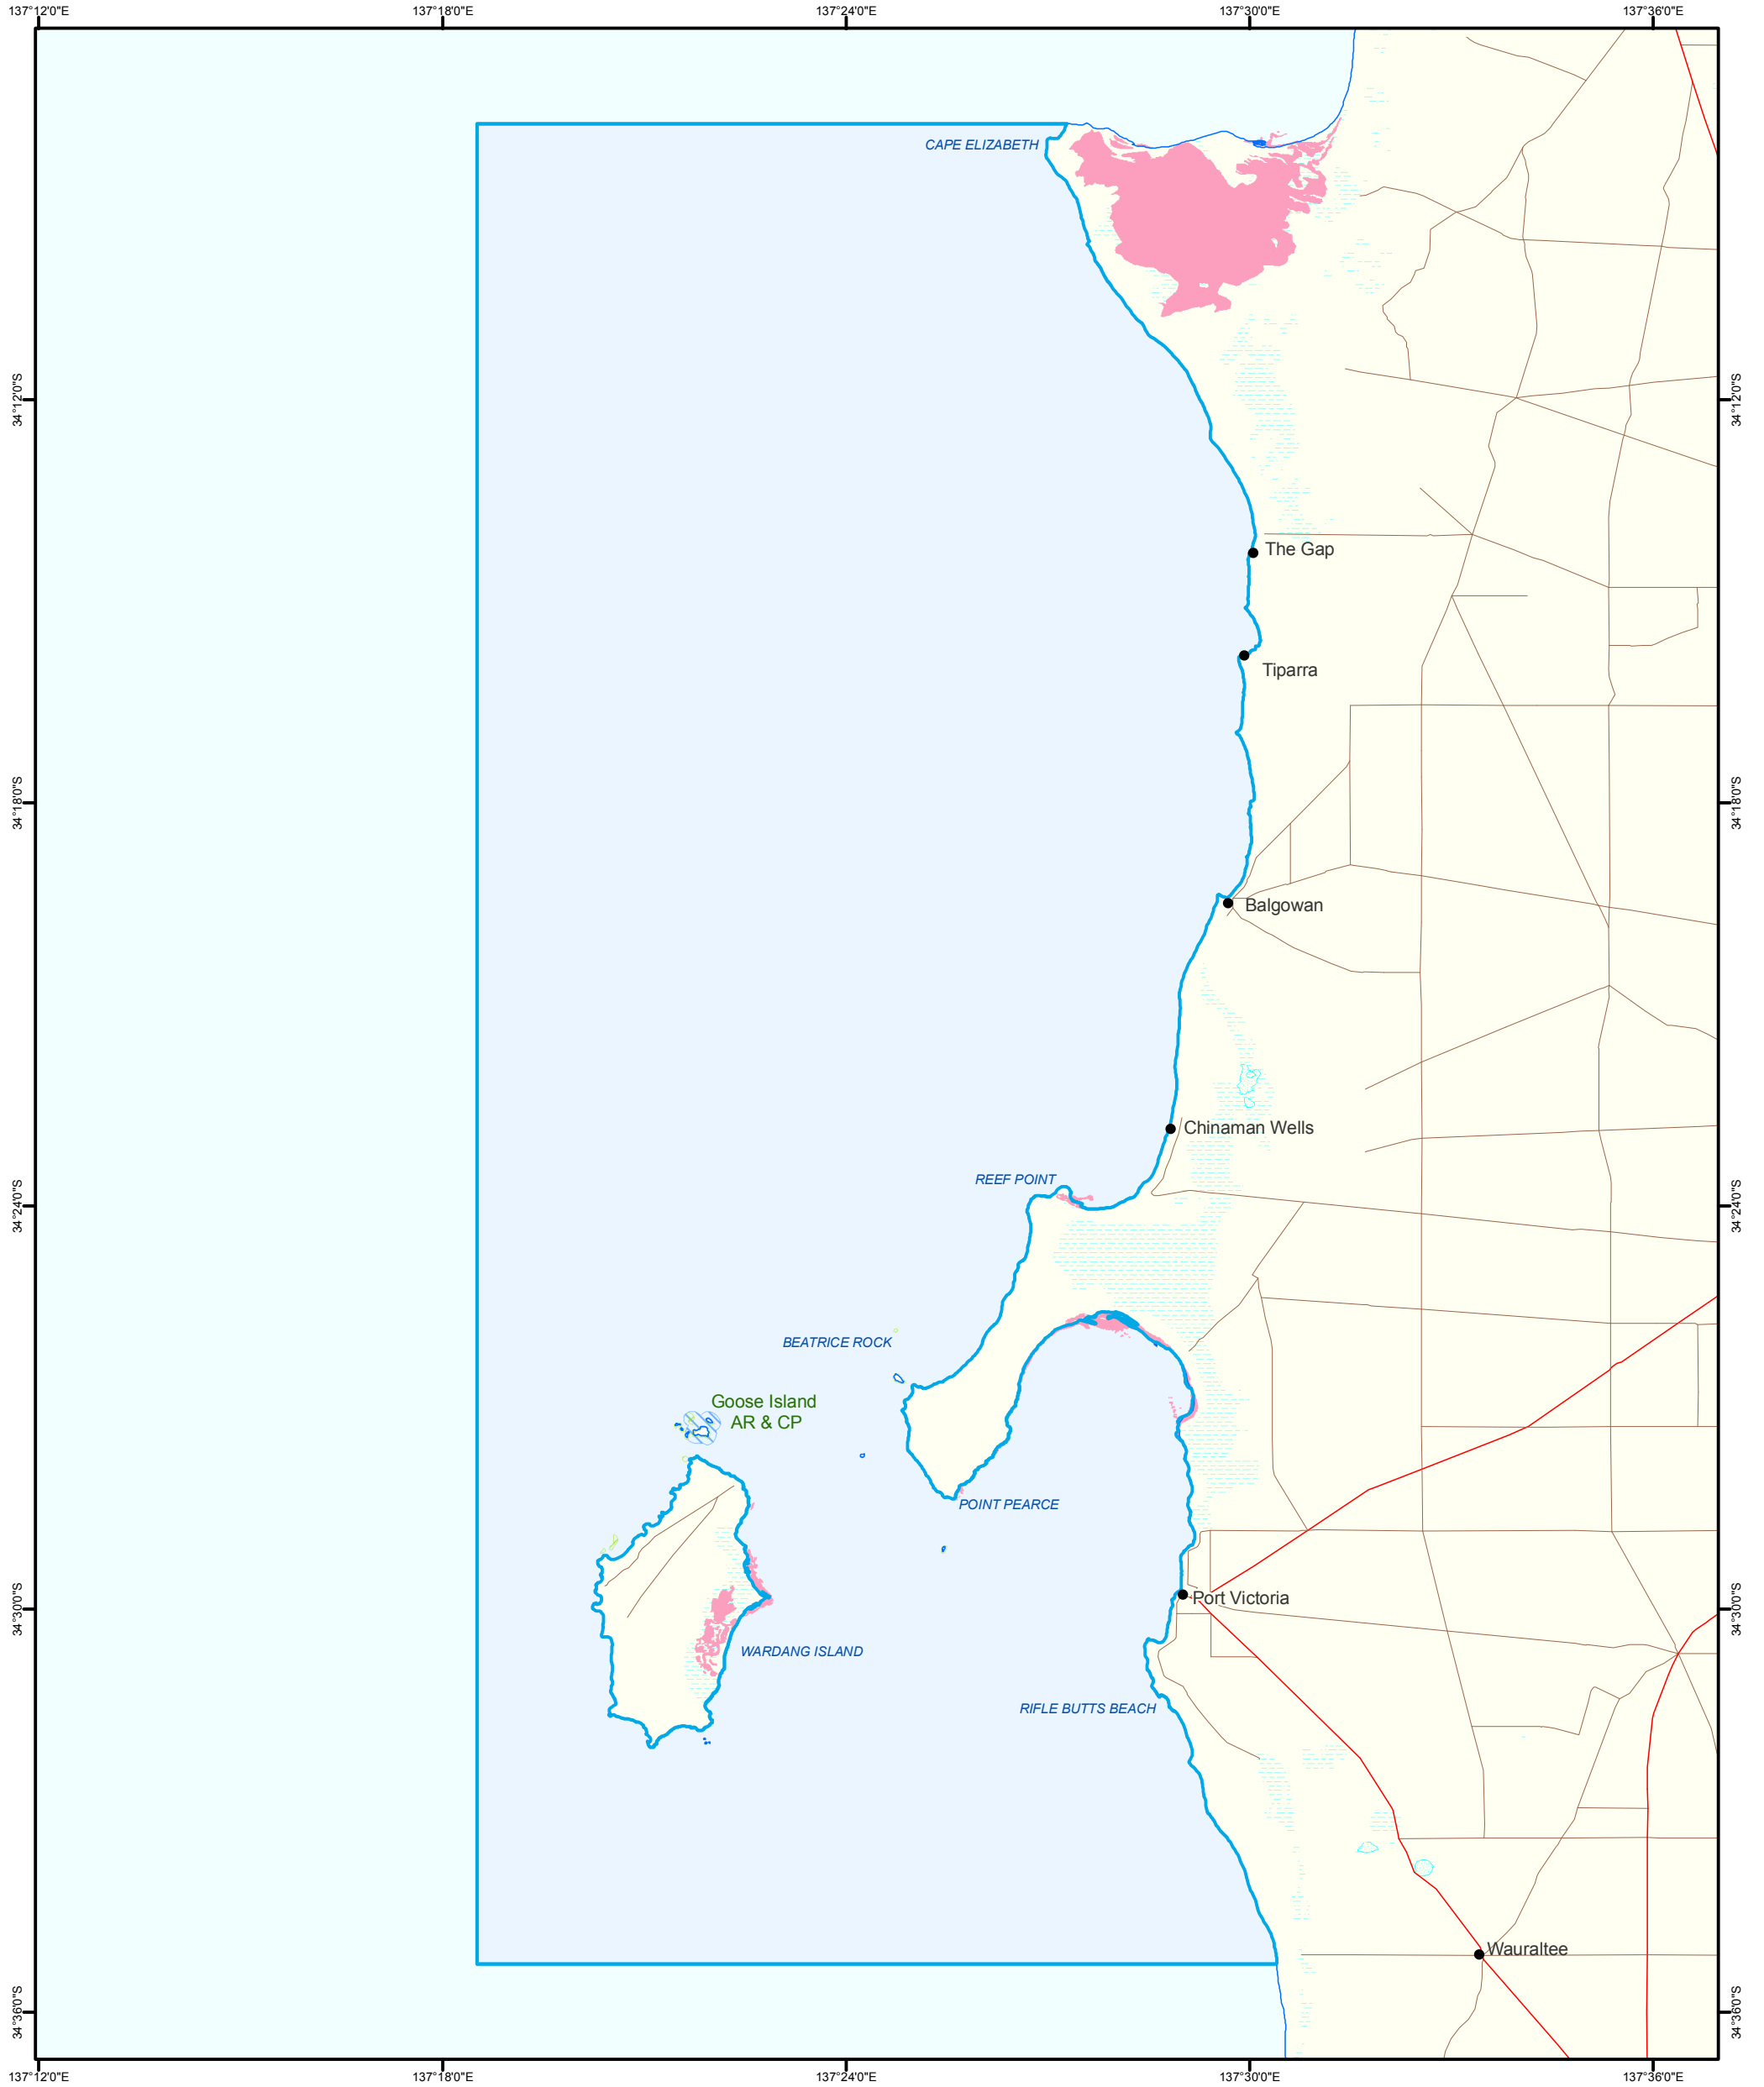 137°12'0"E
137°18'0"E
137°24'0"E
137°30'0"E
137°36'0"E
CAPE ELIZABETH
34°12'0"S
34°12'0"S
The Gap
Tiparra
34°18'0"S
34°18'0"S
Balgowan
Chinaman Wells
REEF POINT
34°24'0"S
34°24'0"S
BEATRICE ROCK
Goose Island
AR & CP
POINT PEARCE
Port Victoria
34°30'0"S
34°30'0"S
WARDANG ISLAND
RIFLE BUTTS BEACH
Wauraltee
34°36'0"S
34°36'0"S
137°12'0"E
137°18'0"E
137°24'0"E
137°30'0"E
137°36'0"E